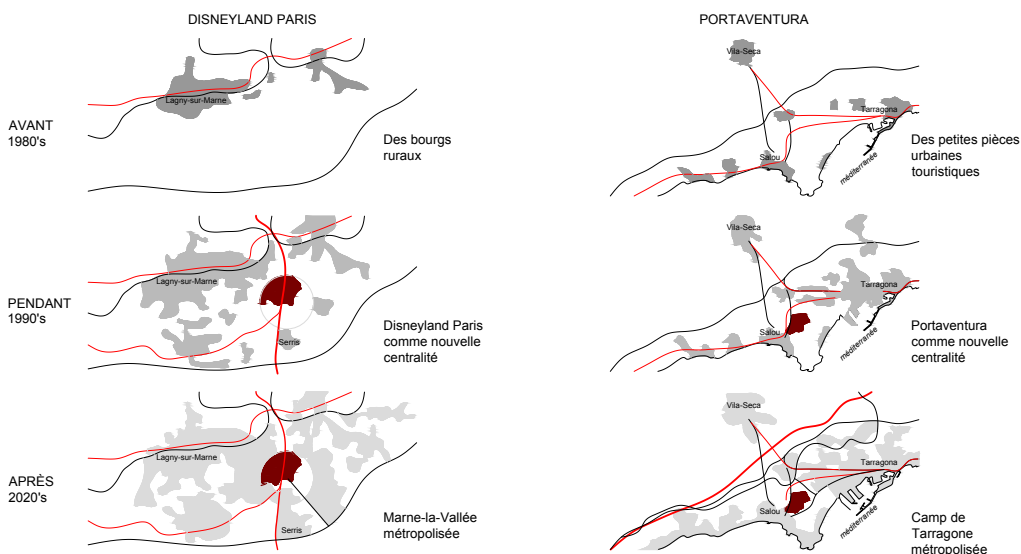 DISNEYLAND PARIS
PORTAVENTURA
AVANT
1980's
Lagny-sur-Marne
Des bourgs
ruraux
Vila-Seca
Tarragona
Salou
méditerranée
Des petites pièces
urbaines
touristiques
PENDANT
1990's
Lagny-sur-Marne
Serris
Disneyland Paris
comme nouvelle
centralité
Vila-Seca
Tarragona
Salou
méditerranée
Portaventura
comme nouvelle
centralité
APRÈS
2020's
Lagny-sur-Marne
Serris
Marne-la-Vallée
métropolisée
Vila-Seca
Tarragona
Salou
méditerranée
Camp de
Tarragone
métropolisée